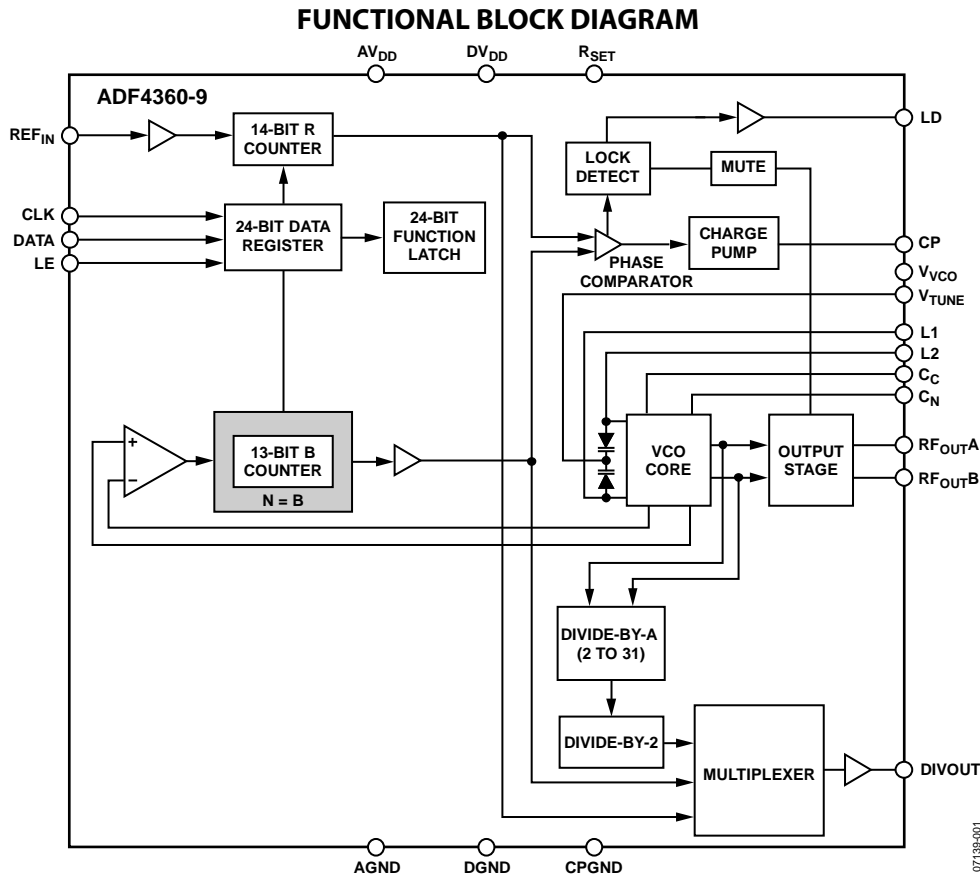 FUNCTIONAL BLOCK DIAGRAM
AVDD
DVDD
RSET
ADF4360-9
REFIN
14-BIT R
COUNTER
LD
LOCK
DETECT
MUTE
CLK
DATA
LE
24-BIT DATA
REGISTER
24-BIT
FUNCTION
LATCH
PHASE
COMPARATOR
CHARGE
PUMP
CP
VVCO
VTUNE
L1
L2
CC
CN
+
−
13-BIT B
COUNTER
N = B
VCO
CORE
OUTPUT
STAGE
RFOUTA
RFOUTB
DIVIDE-BY-A
(2 TO 31)
DIVIDE-BY-2
MULTIPLEXER
DIVOUT
AGND
DGND
CPGND
07139-001